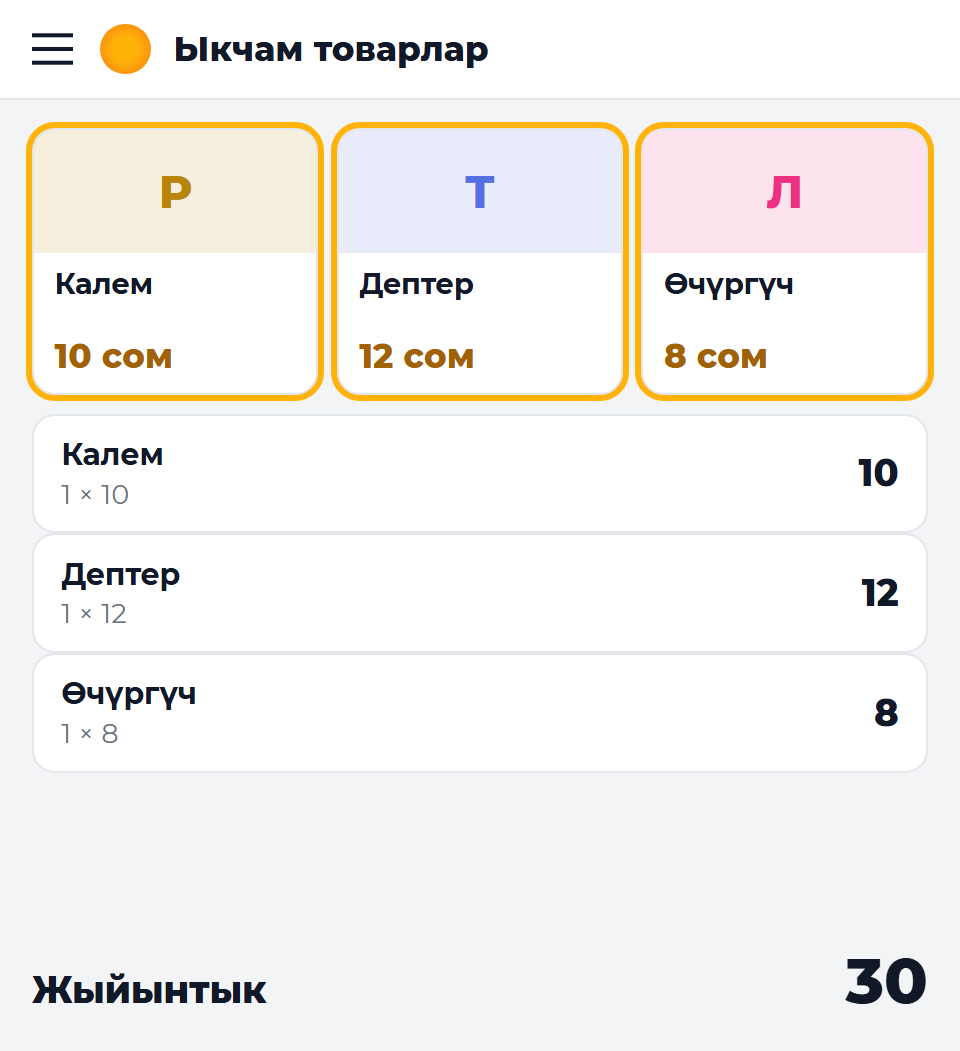 Ыкчам товарлар
Р
Т
Л
Калем
Дептер
Өчүргүч
10 сом
12 сом
8 сом
Калем
1 × 10
10
Дептер
1 × 12
12
Өчүргүч
1 × 8
8
Жыйынтык
30